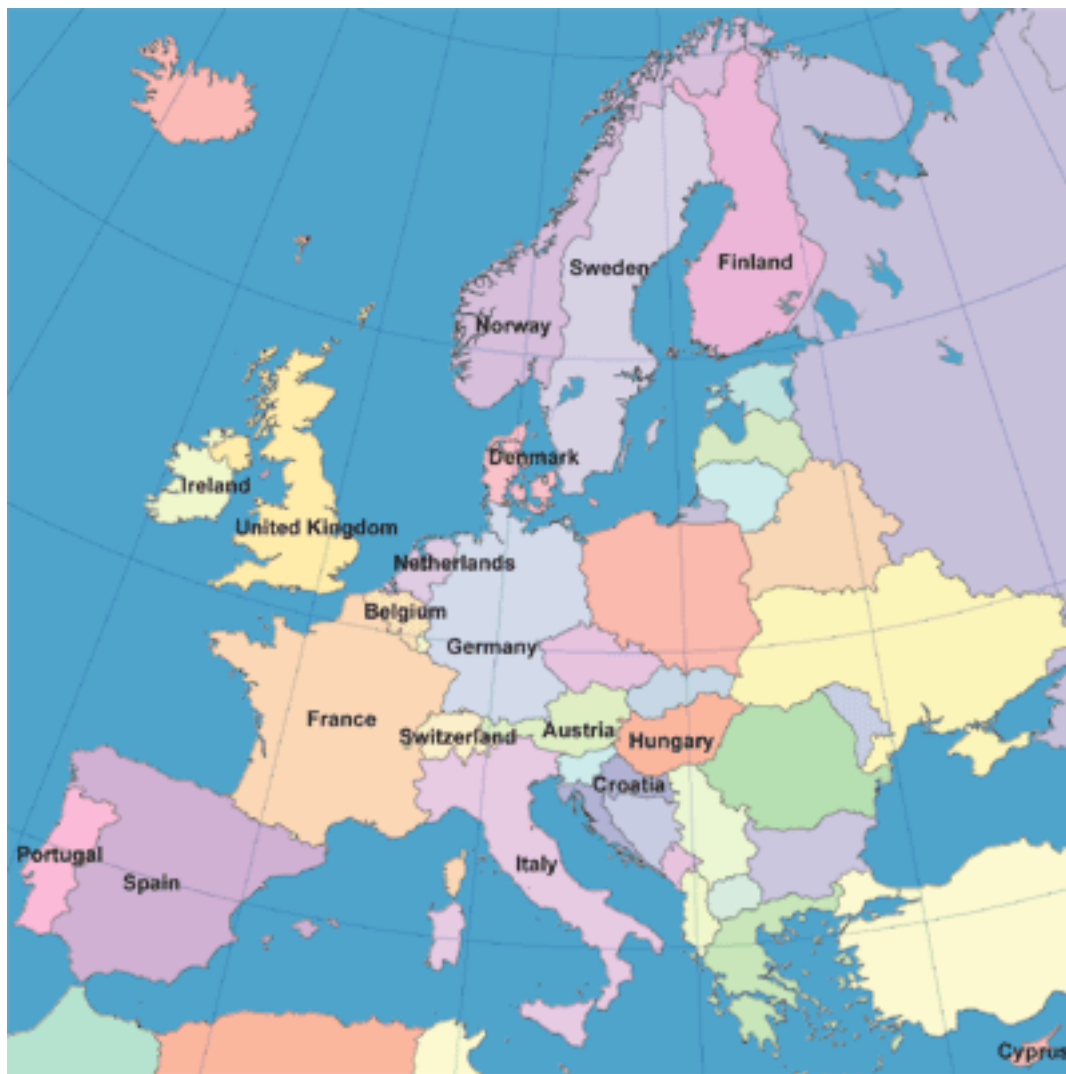 Sweden
Finland
Norway
Denmark
Ireland
United Kingdom
Netherlands
Belgium
Germany
France
Switzerland
Austria
Hungary
Croatia
Portugal
Spain
Italy
Cyprus